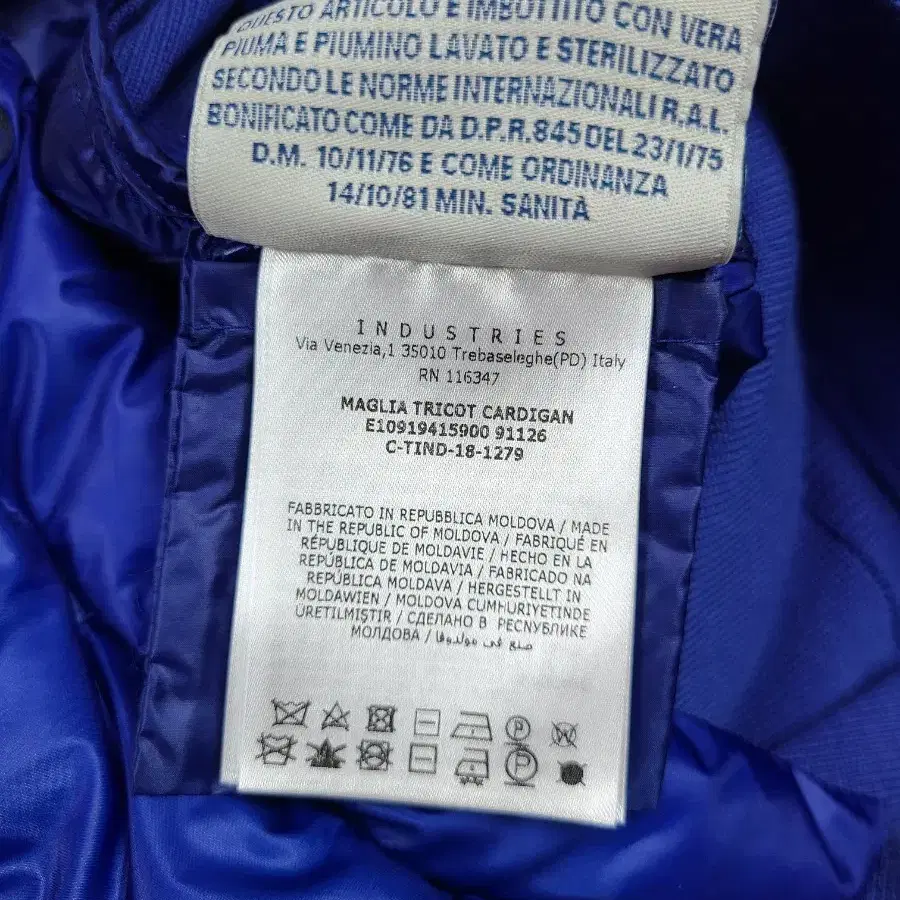 QUESTO ARTICOLO È IMBOTTITO CON VERA
PIUMA E PIUMINO LAVATO E STERILIZZATO
SECONDO LE NORME INTERNAZIONALI R.A.L.
BONIFICATO COME DA D.P.R.845 DEL 23/1/75
D.M. 10/11/76 E COME ORDINANZA
14/10/81 MIN. SANITÀ
INDUSTRIES
Via Venezia,1 35010 Trebaseleghe(PD) Italy
RN 116347
MAGLIA TRICOT CARDIGAN
E10919415900 91126
C-TIND-18-1279
FABBRICATO IN REPUBBLICA MOLDOVA / MADE
IN THE REPUBLIC OF MOLDOVA / FABRIQUÉ EN
RÉPUBLIQUE DE MOLDAVIE / HECHO EN LA
REPÚBLICA DE MOLDAVIA / FABRICADO NA
REPÚBLICA MOLDAVA / HERGESTELLT IN
MOLDAWIEN / MOLDOVA CUMHURIYETINDE
ÜRETILMIŞTIR / СДЕЛАНО В РЕСПУБЛИКЕ
МОЛДОВА / صنع في مولدوفا
P W
P